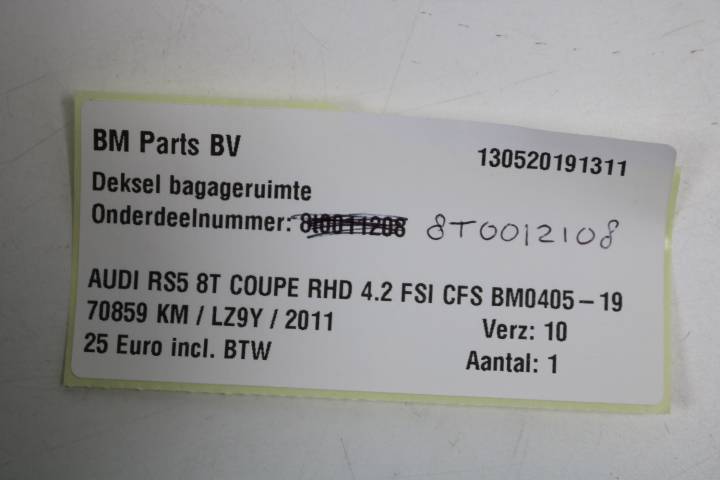 BM Parts BV 130520191311
Deksel bagageruimte
Onderdeelnummer: 8t0011208 8T0012108
AUDI RS5 8T COUPE RHD 4.2 FSI CFS BM0405-19
70859 KM / LZ9Y / 2011 Verz: 10
25 Euro incl. BTW Aantal: 1